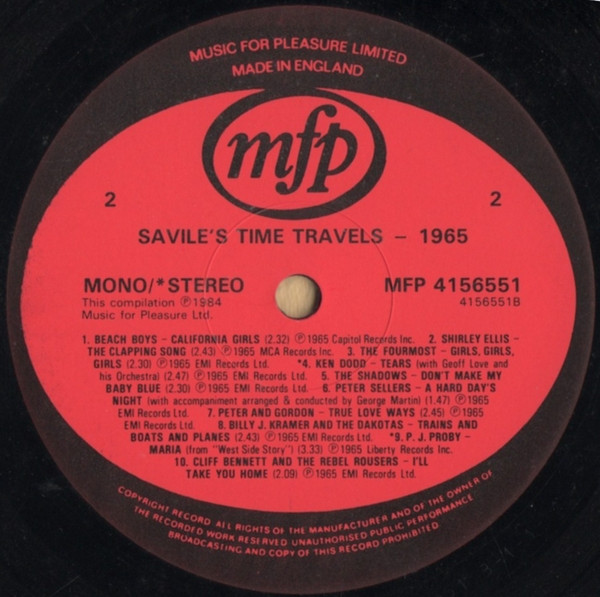 MUSIC FOR PLEASURE LIMITED
MADE IN ENGLAND
mfp
2 2
SAVILE'S TIME TRAVELS – 1965
MONO/*STEREO MFP 4156551
This compilation ℗1984 4156551B
Music for Pleasure Ltd.
1. BEACH BOYS – CALIFORNIA GIRLS (2.32) ℗1965 Capitol Records Inc. 2. SHIRLEY ELLIS –
THE CLAPPING SONG (2.43) ℗1965 MCA Records Inc. 3. THE FOURMOST – GIRLS, GIRLS,
GIRLS (2.30) ℗1965 EMI Records Ltd. *4. KEN DODD – TEARS (with Geoff Love and
his Orchestra) (2.47) ℗1965 EMI Records Ltd. 5. THE SHADOWS – DON'T MAKE MY
BABY BLUE (2.30) ℗1965 EMI Records Ltd. 6. PETER SELLERS – A HARD DAY'S
NIGHT (with accompaniment arranged & conducted by George Martin) (1.47) ℗1965
EMI Records Ltd. 7. PETER AND GORDON – TRUE LOVE WAYS (2.45) ℗1965
EMI Records Ltd. 8. BILLY J. KRAMER AND THE DAKOTAS – TRAINS AND
BOATS AND PLANES (2.43) ℗1965 EMI Records Ltd. *9. P. J. PROBY –
MARIA (from "West Side Story") (3.33) ℗1965 Liberty Records Inc.
10. CLIFF BENNETT AND THE REBEL ROUSERS – I'LL
TAKE YOU HOME (2.09) ℗1965 EMI Records Ltd.
COPYRIGHT RECORD ALL RIGHTS OF THE MANUFACTURER AND OF THE OWNER OF
THE RECORDED WORK RESERVED UNAUTHORISED PUBLIC PERFORMANCE
BROADCASTING AND COPY OF THIS RECORD PROHIBITED